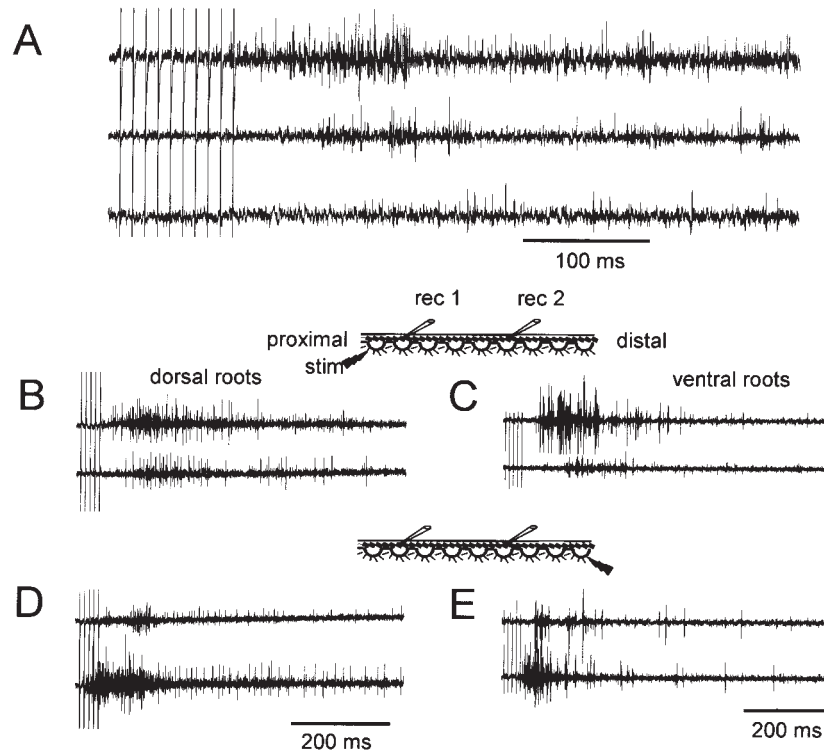 A
100 ms
rec 1 rec 2
proximal distal
stim
B dorsal roots
C ventral roots
D
E
200 ms
200 ms